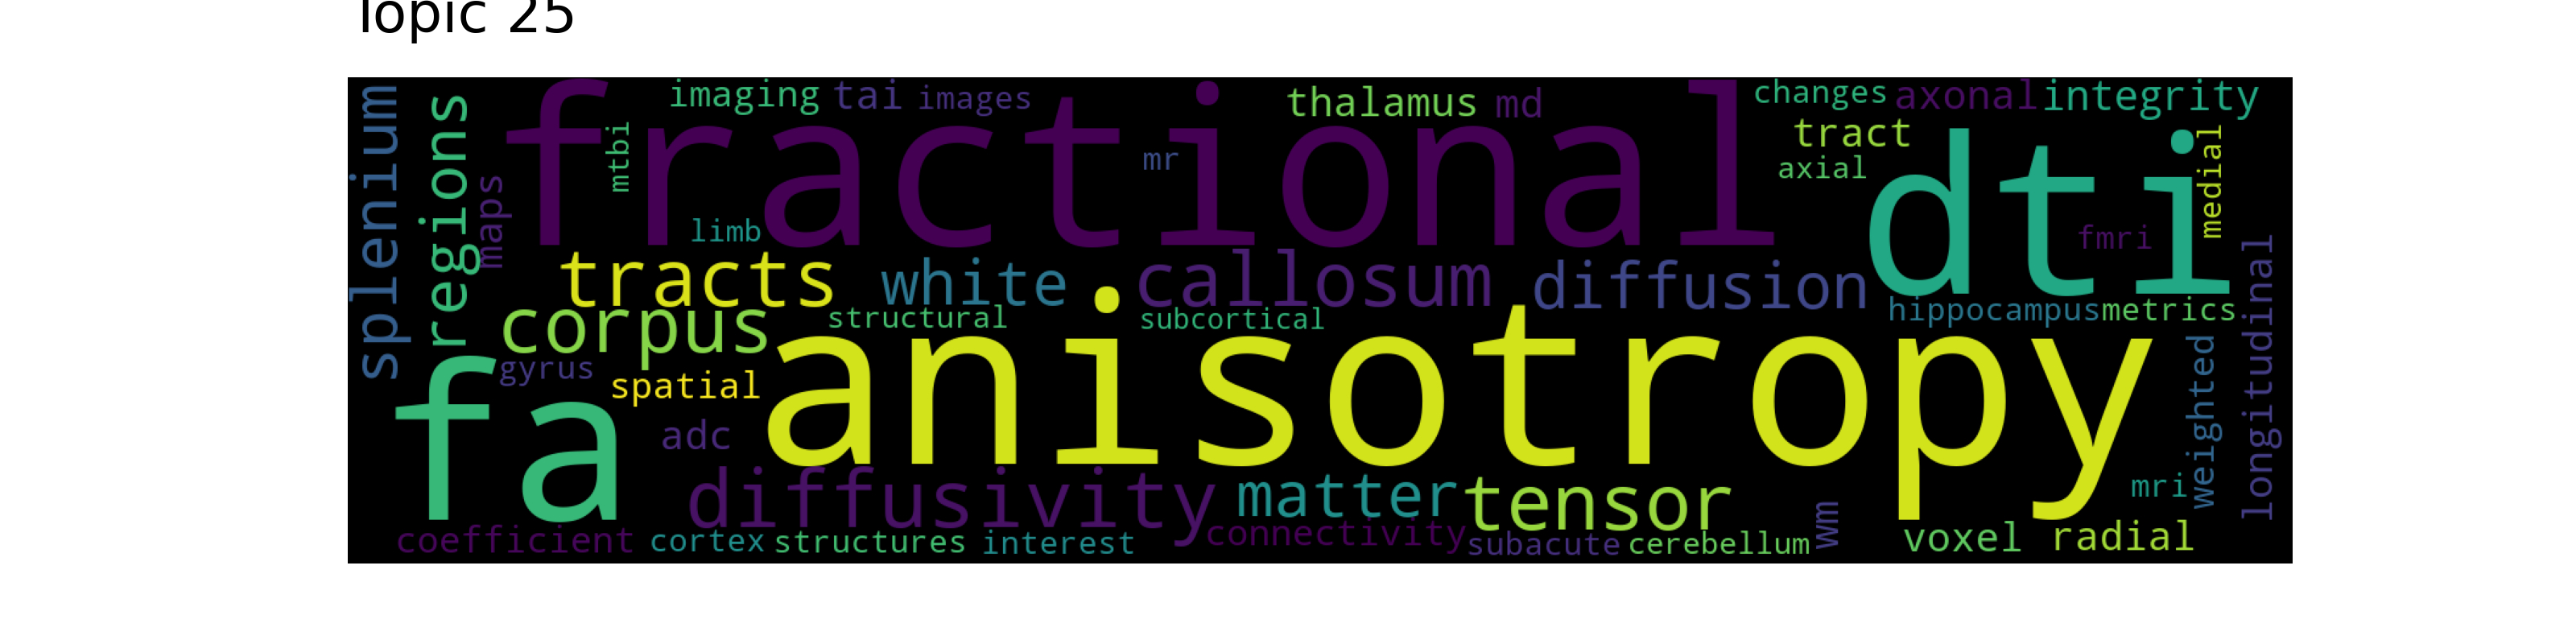 Topic 25
splenium
regions
maps
fractional
imaging
tai
images
mtbi
mr
limb
thalamus
md
changes
axonal
integrity
tract
axial
dti
medial
fmri
tracts
white
callosum
diffusion
corpus
structural
subcortical
hippocampus
metrics
longitudinal
weighted
fa
gyrus
spatial
anisotropy
adc
diffusivity
matter
tensor
wm
mri
coefficient
cortex
structures
interest
connectivity
subacute
cerebellum
voxel
radial